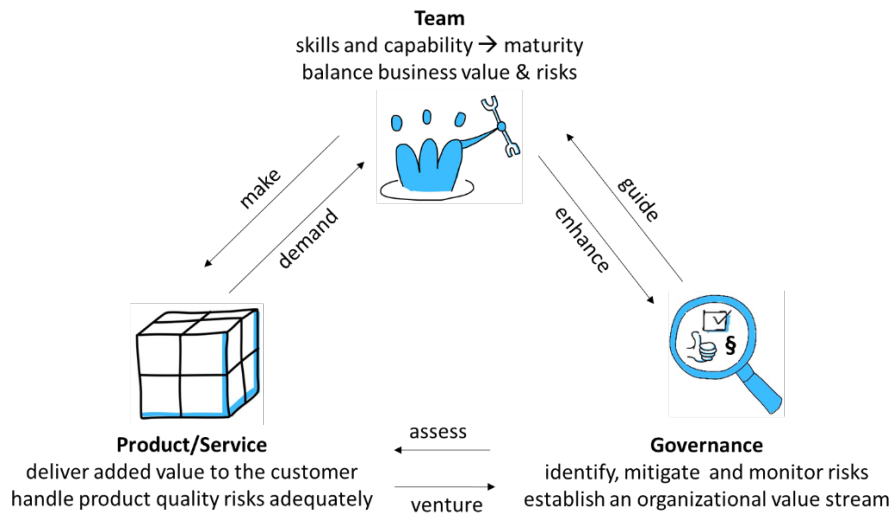 Team
skills and capability → maturity
balance business value & risks
make
demand
guide
enhance
§
Product/Service
deliver added value to the customer
handle product quality risks adequately
assess
venture
Governance
identify, mitigate and monitor risks
establish an organizational value stream